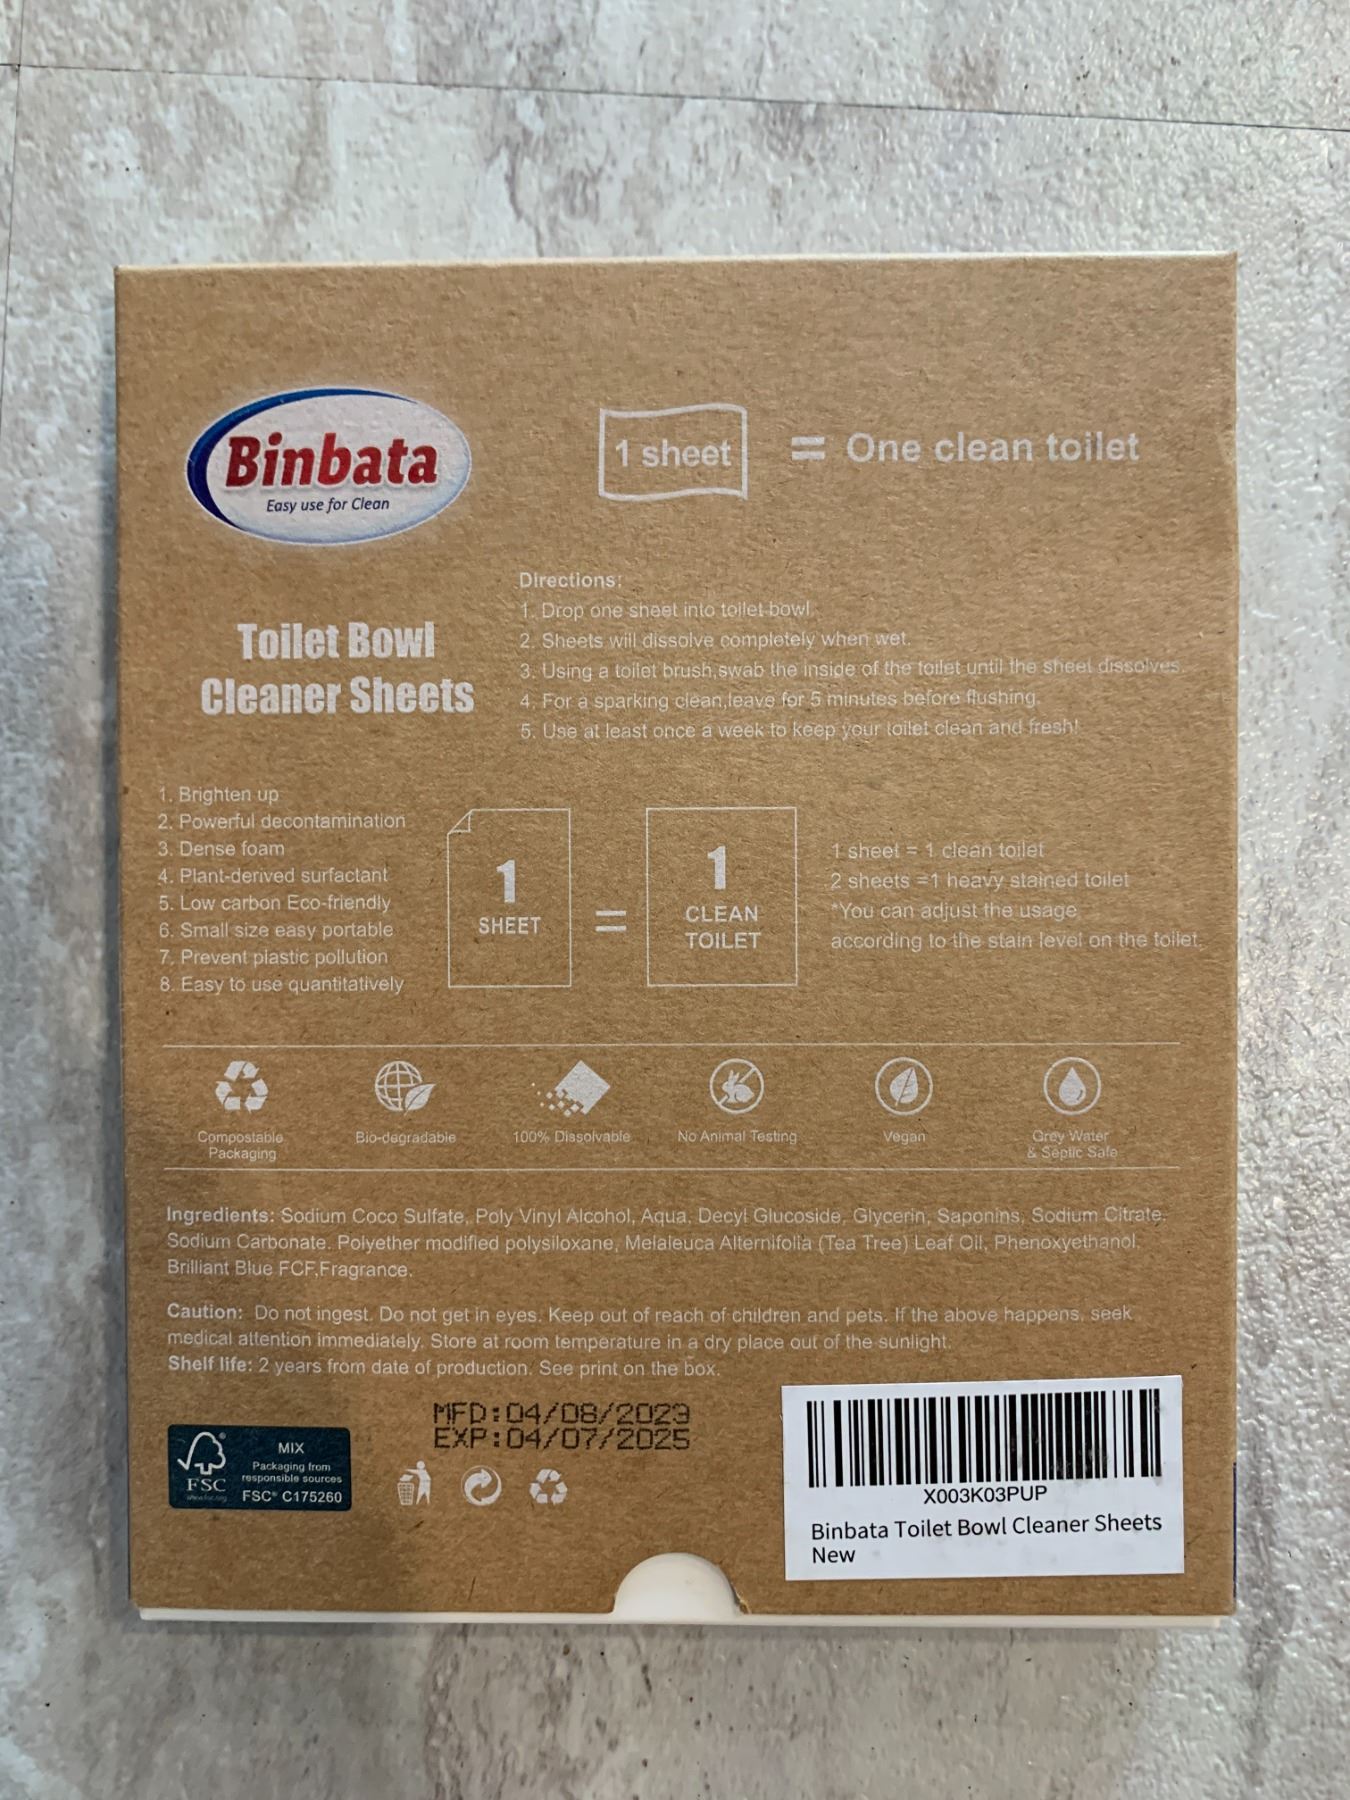 Binbata
Easy use for Clean
1 sheet = One clean toilet
Toilet Bowl
Cleaner Sheets
Directions:
1. Drop one sheet into toilet bowl.
2. Sheets will dissolve completely when wet.
3. Using a toilet brush,swab the inside of the toilet until the sheet dissolves.
4. For a sparking clean,leave for 5 minutes before flushing.
5. Use at least once a week to keep your toilet clean and fresh!
1. Brighten up
2. Powerful decontamination
3. Dense foam
4. Plant-derived surfactant
5. Low carbon Eco-friendly
6. Small size easy portable
7. Prevent plastic pollution
8. Easy to use quantitatively
1
SHEET
=
1
CLEAN
TOILET
1 sheet = 1 clean toilet
2 sheets =1 heavy stained toilet
*You can adjust the usage
according to the stain level on the toilet.
Compostable
Packaging
Bio-degradable
100% Dissolvable
No Animal Testing
Vegan
Grey Water
& Septic Safe
Ingredients: Sodium Coco Sulfate, Poly Vinyl Alcohol, Aqua, Decyl Glucoside, Glycerin, Saponins, Sodium Citrate.
Sodium Carbonate. Polyether modified polysiloxane, Melaleuca Alternifolia (Tea Tree) Leaf Oil, Phenoxyethanol,
Brilliant Blue FCF,Fragrance.
Caution: Do not ingest. Do not get in eyes. Keep out of reach of children and pets. If the above happens, seek
medical attention immediately. Store at room temperature in a dry place out of the sunlight.
Shelf life: 2 years from date of production. See print on the box.
MFD:04/08/2023
EXP:04/07/2025
FSC
MIX
Packaging from
responsible sources
FSC® C175260
X003K03PUP
Binbata Toilet Bowl Cleaner Sheets
New